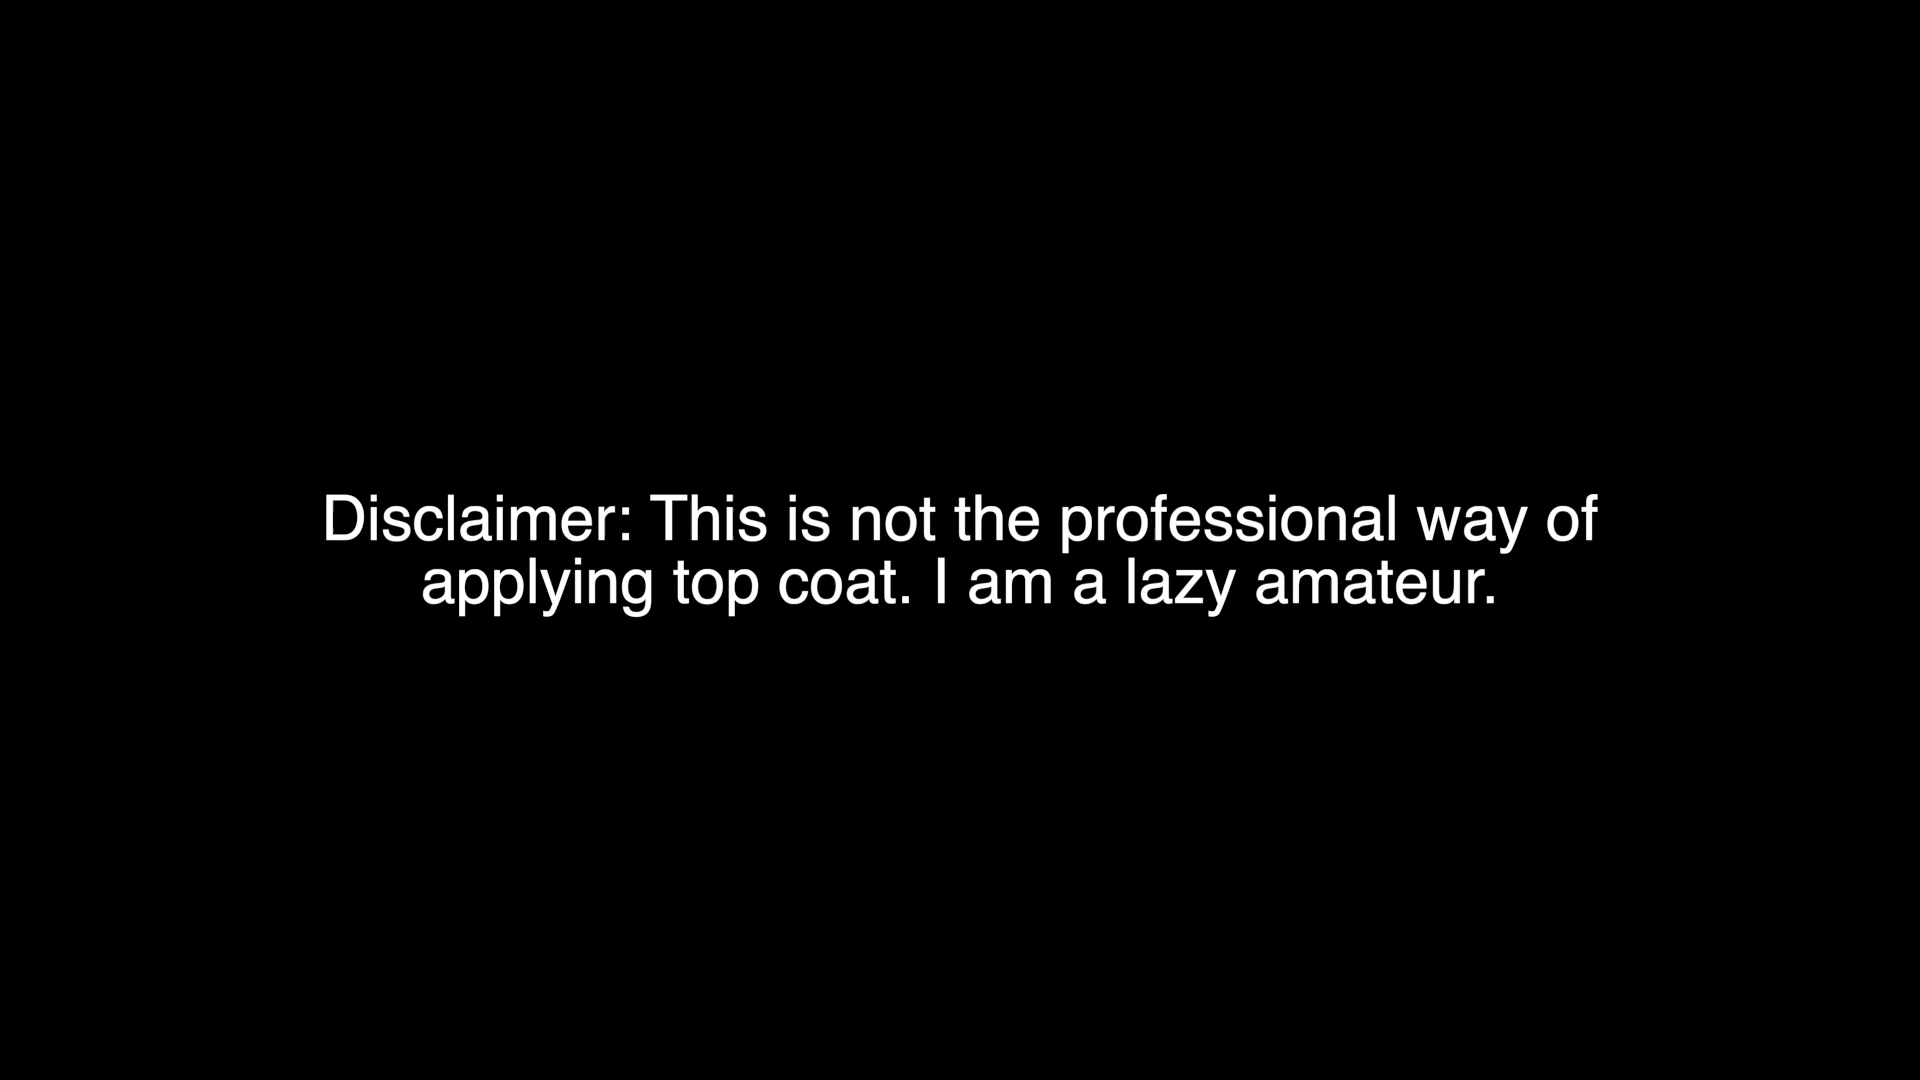 Disclaimer: This is not the professional way of
applying top coat. I am a lazy amateur.